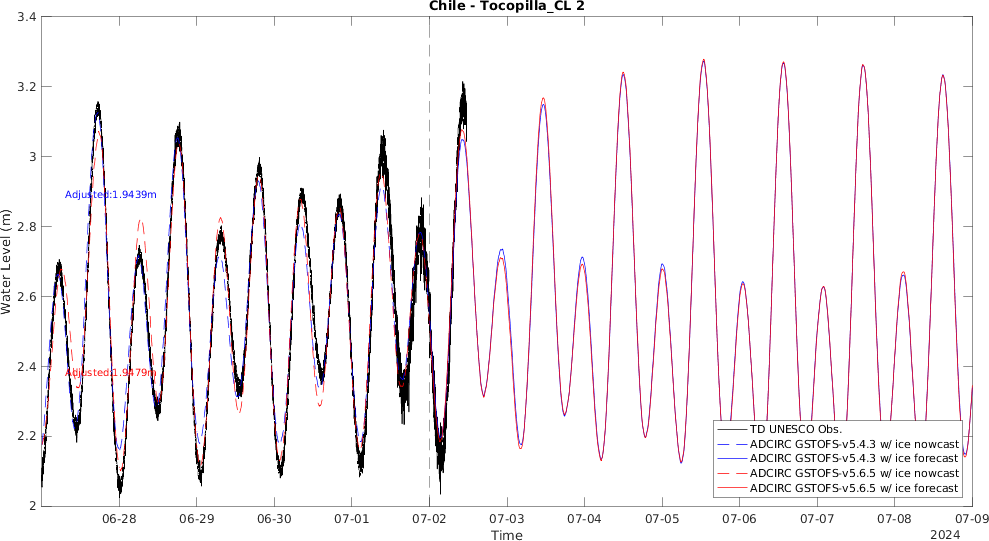 Chile - Tocopilla_CL 2
3.4
3.2
3
2.8
2.6
2.4
2.2
2
Water Level (m)
Adjusted:1.9439m
Adjusted:1.9479m
TD UNESCO Obs.
ADCIRC GSTOFS-v5.4.3 w/ ice nowcast
ADCIRC GSTOFS-v5.4.3 w/ ice forecast
ADCIRC GSTOFS-v5.6.5 w/ ice nowcast
ADCIRC GSTOFS-v5.6.5 w/ ice forecast
06-28 06-29 06-30 07-01 07-02 07-03 07-04 07-05 07-06 07-07 07-08 07-09
Time
2024